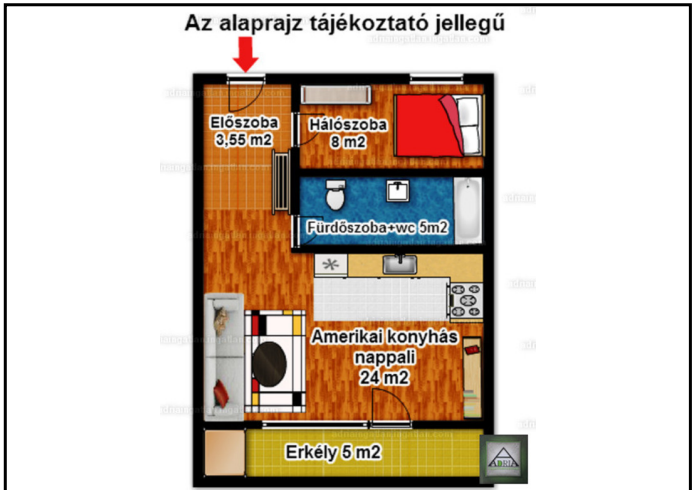 Az alaprajz tájékoztató jellegű
Előszoba
3,55 m2
Hálószoba
8 m2
Fürdőszoba+wc 5m2
Amerikai konyhás
nappali
24 m2
Erkély 5 m2
ADRIA